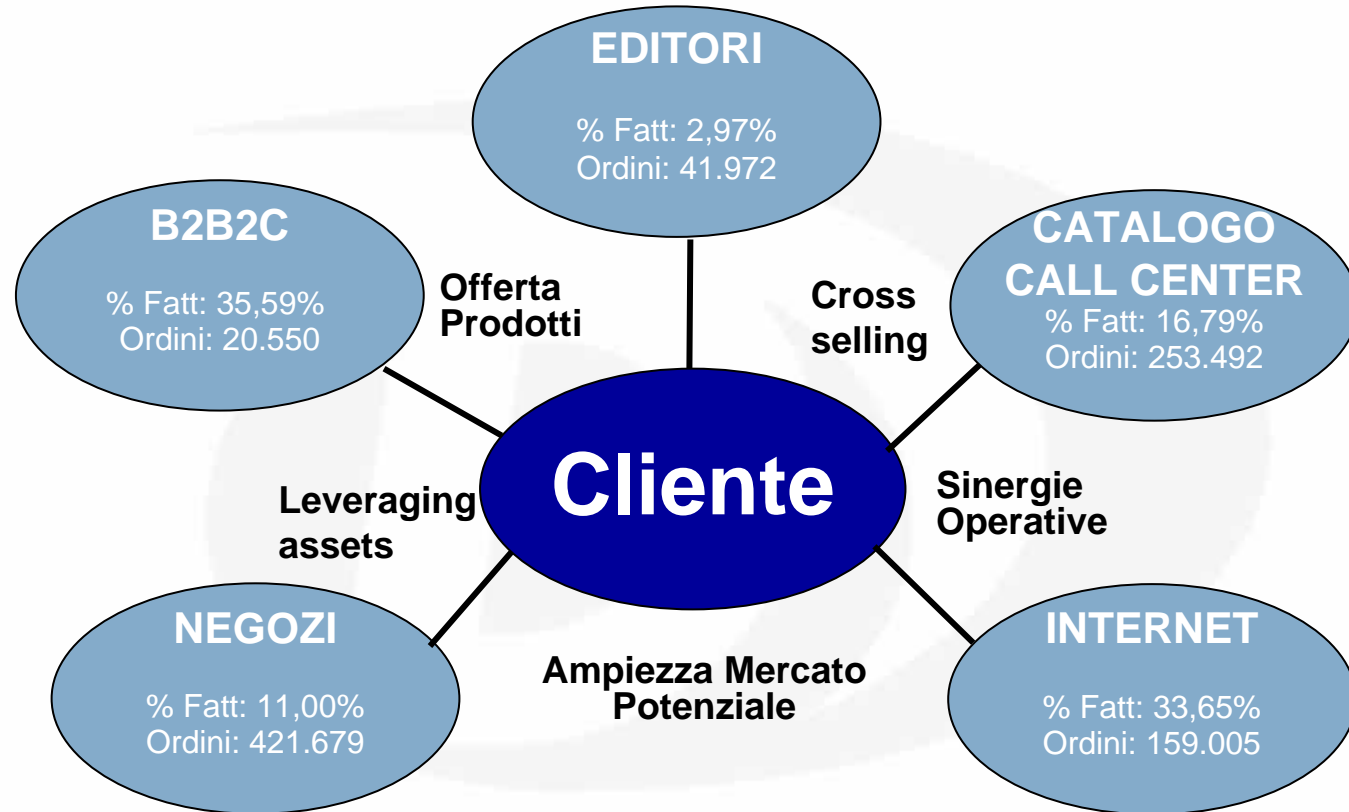 EDITORI
% Fatt: 2,97%
Ordini: 41.972
B2B2C
% Fatt: 35,59%
Ordini: 20.550
CATALOGO
CALL CENTER
% Fatt: 16,79%
Ordini: 253.492
Offerta
Prodotti
Cross
selling
Cliente
Leveraging
assets
Sinergie
Operative
NEGOZI
% Fatt: 11,00%
Ordini: 421.679
Ampiezza Mercato
Potenziale
INTERNET
% Fatt: 33,65%
Ordini: 159.005